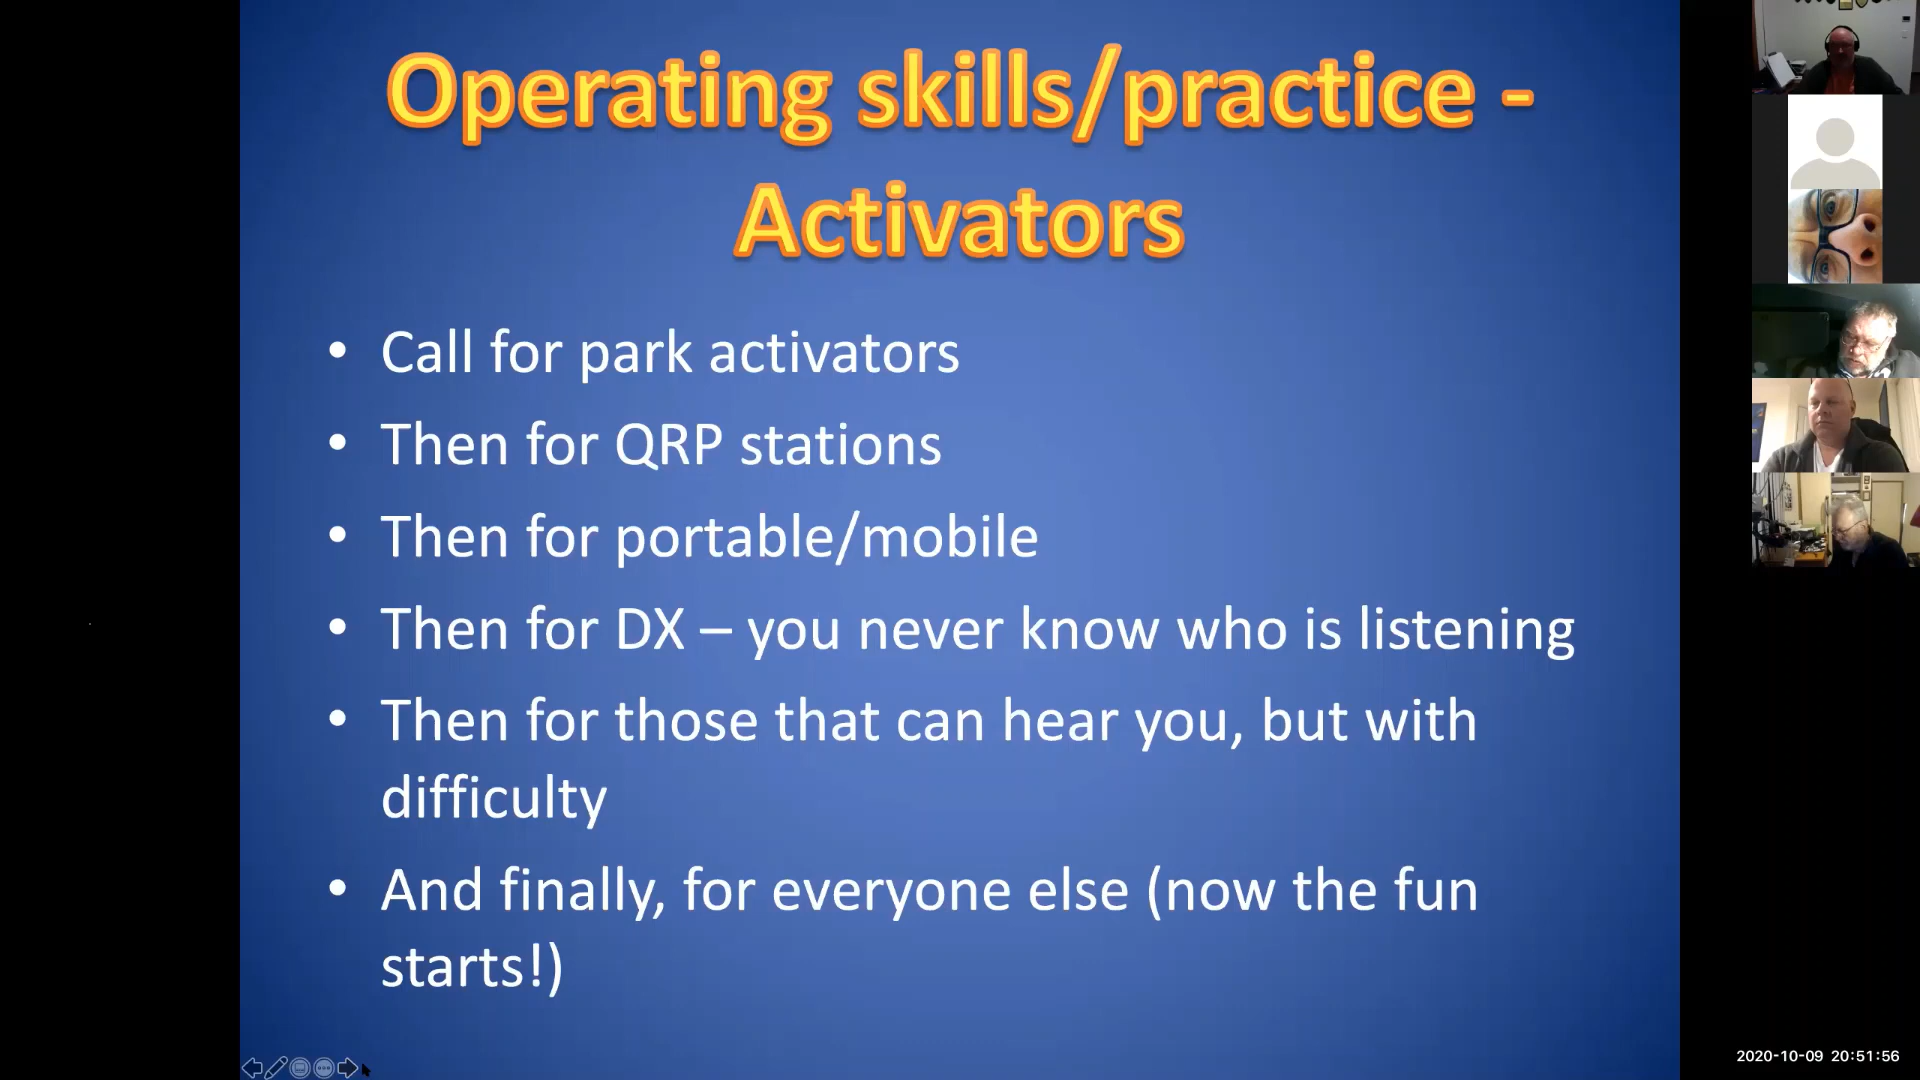 Operating skills/practice -
Activators
• Call for park activators
• Then for QRP stations
• Then for portable/mobile
• Then for DX – you never know who is listening
• Then for those that can hear you, but with
difficulty
• And finally, for everyone else (now the fun
starts!)
2020-10-09 20:51:56